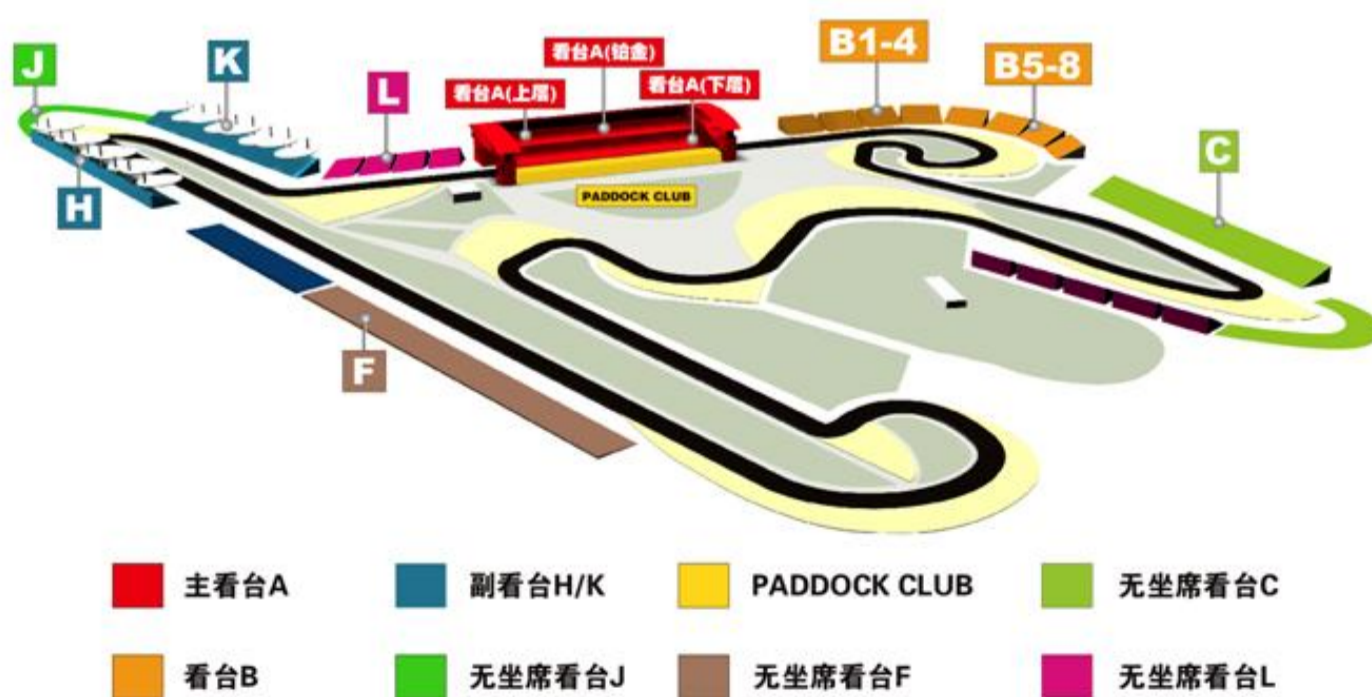 看台A(铂金)
B1-4
J
K
B5-8
L
看台A(上层)
看台A(下层)
C
PADDOCK CLUB
H
F
主看台A
副看台H/K
PADDOCK CLUB
无坐席看台C
看台B
无坐席看台J
无坐席看台F
无坐席看台L